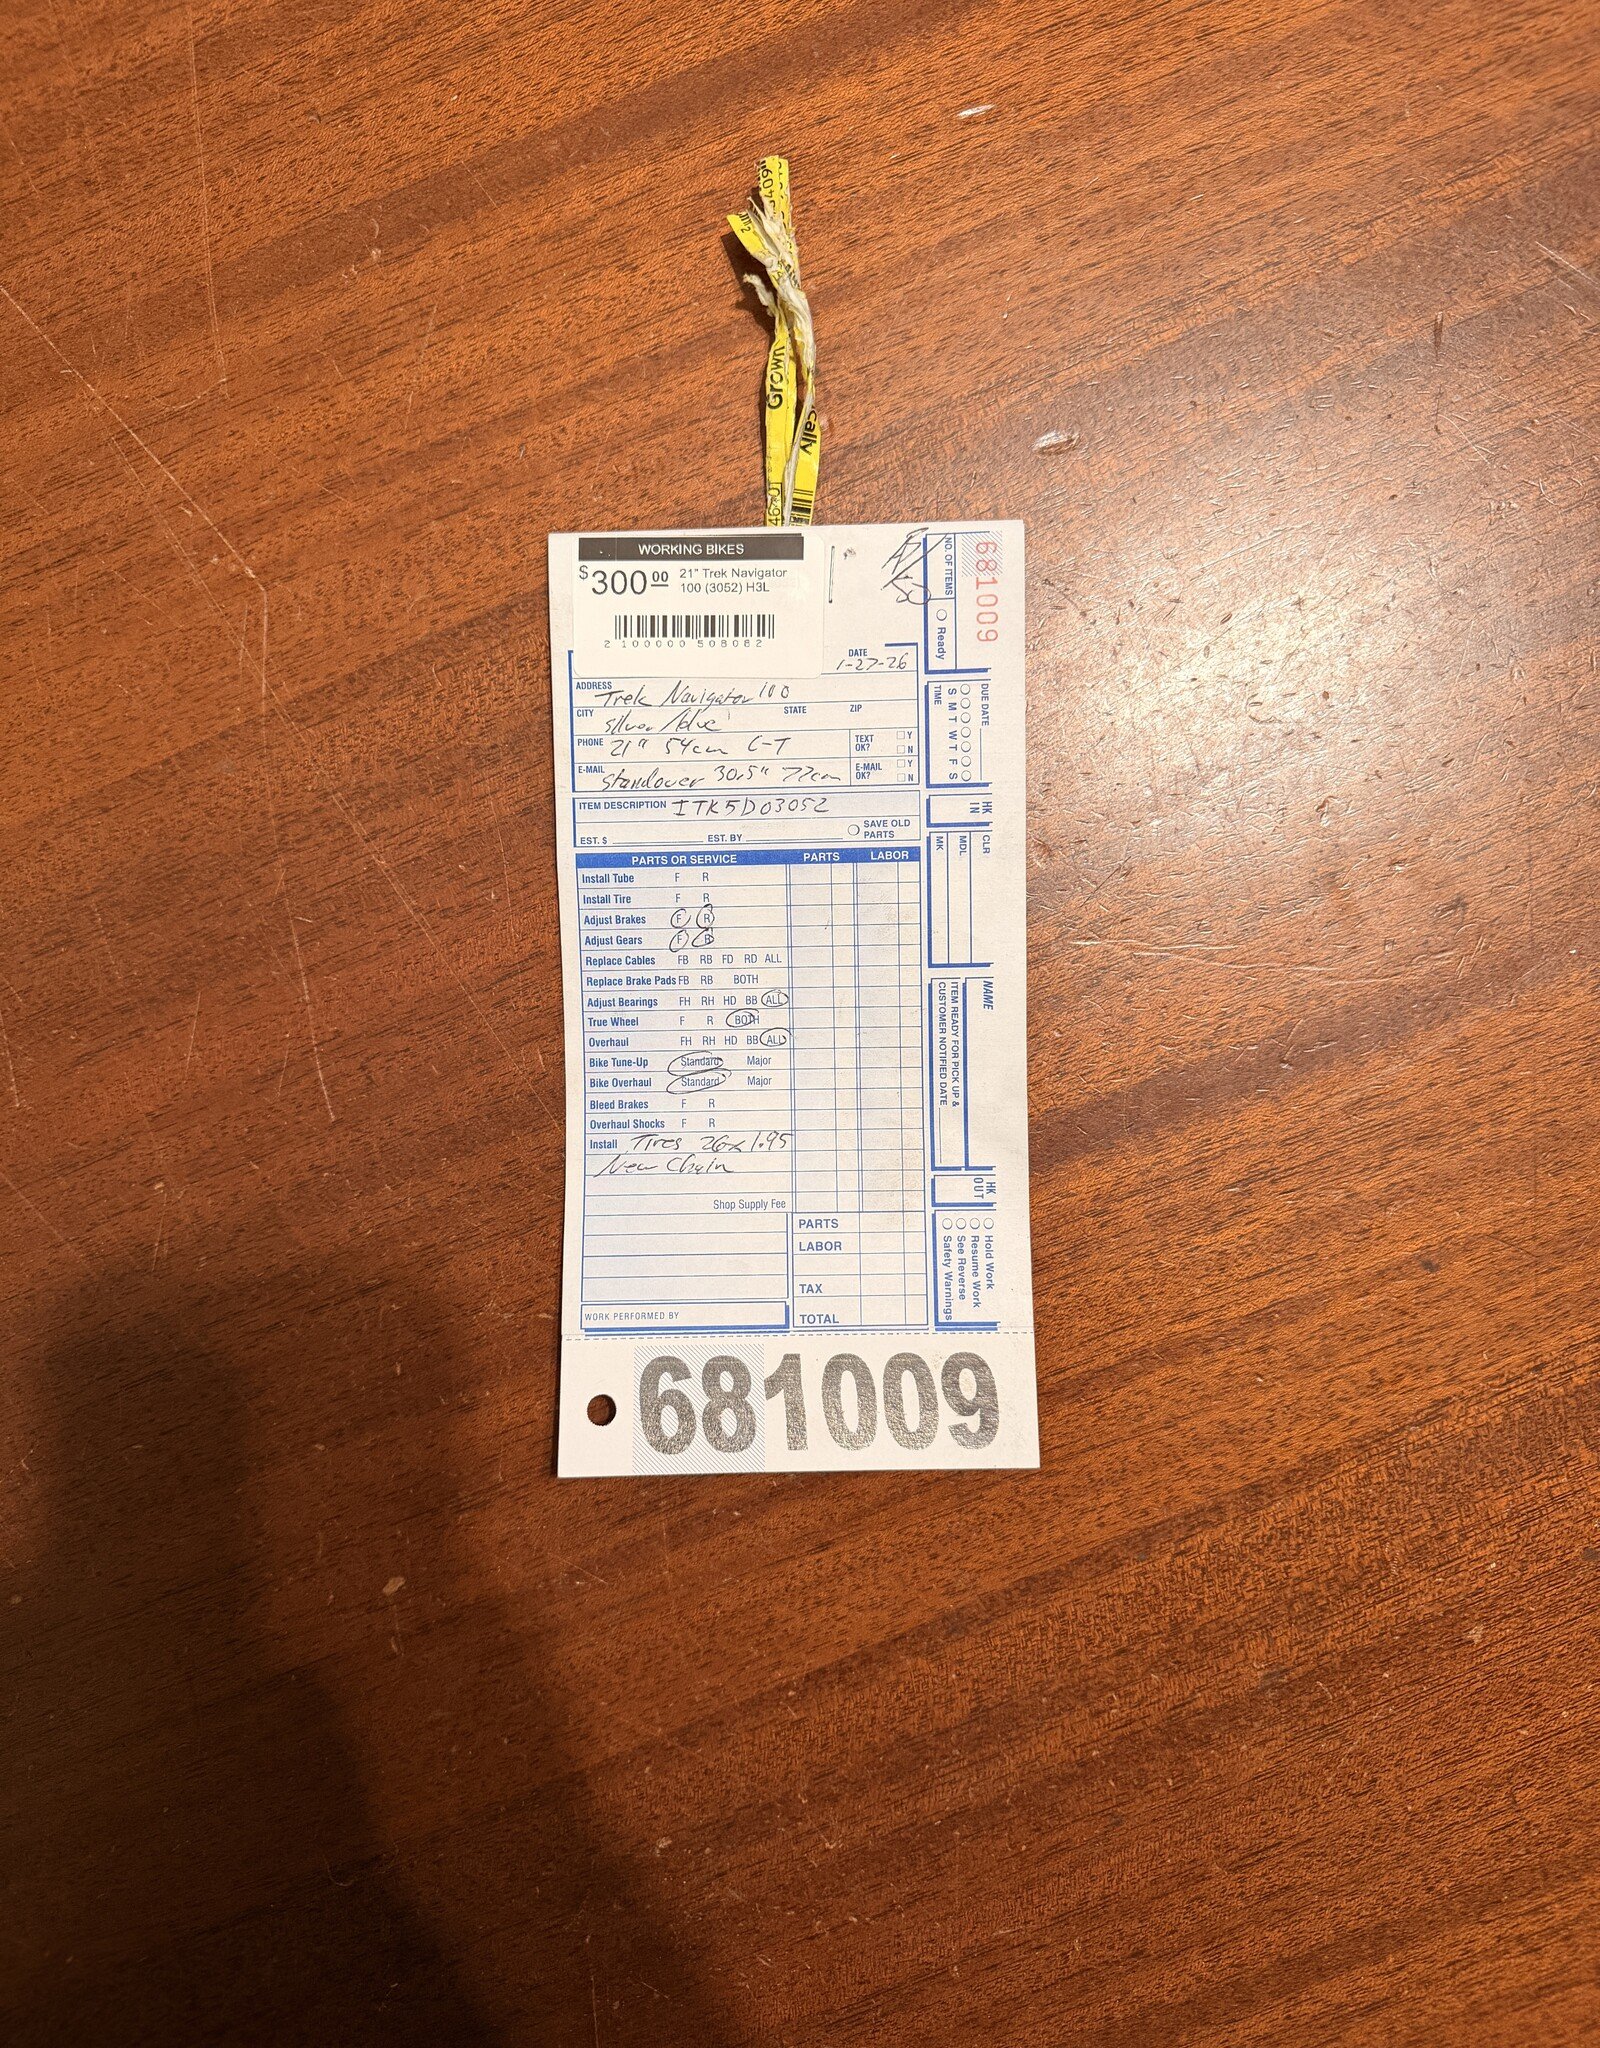 Grown
cally
WORKING BIKES
$300.00 21" Trek Navigator
100 (3052) H3L
2 100000 508082
DATE
1-27-26
ADDRESS Trek Navigator 100
CITY Silver/blue STATE ZIP
PHONE 21" 54cm C-T TEXT OK? Y N
E-MAIL Standover 30.5" 77cm E-MAIL OK? Y N
ITEM DESCRIPTION ITK5D03052
EST. $ EST. BY SAVE OLD PARTS
PARTS OR SERVICE PARTS LABOR
Install Tube F R
Install Tire F R
Adjust Brakes F R
Adjust Gears F R
Replace Cables FB RB FD RD ALL
Replace Brake Pads FB RB BOTH
Adjust Bearings FH RH HD BB ALL
True Wheel F R BOTH
Overhaul FH RH HD BB ALL
Bike Tune-Up Standard Major
Bike Overhaul Standard Major
Bleed Brakes F R
Overhaul Shocks F R
Install Tires 26x1.95
New Chain
Shop Supply Fee
PARTS
LABOR
TAX
WORK PERFORMED BY
TOTAL
681009
681009
NO. OF ITEMS
Ready
DUE DATE
S M T W T F S
TIME
HK IN
CLR
MDL
MK
NAME
ITEM READY FOR PICK UP &
CUSTOMER NOTIFIED DATE
HK OUT
Hold Work
Resume Work
See Reverse
Safety Warnings